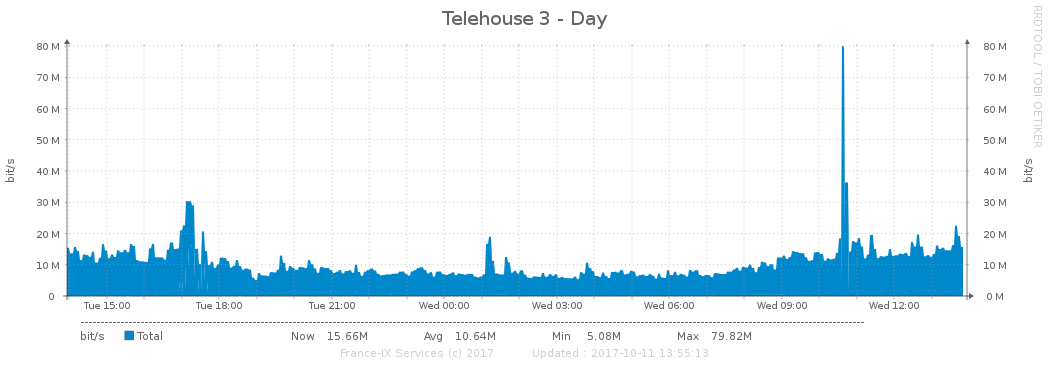 Telehouse 3 - Day
RRDTOOL / TOBI OETIKER
bit/s
80 M 80 M
70 M 70 M
60 M 60 M
50 M 50 M
40 M 40 M
30 M 30 M
20 M 20 M
10 M 10 M
0 0 M
bit/s
Tue 15:00 Tue 18:00 Tue 21:00 Wed 00:00 Wed 03:00 Wed 06:00 Wed 09:00 Wed 12:00
bit/s Total Now 15.66M Avg 10.64M Min 5.08M Max 79.82M
France-IX Services (c) 2017 Updated : 2017-10-11 13:55:13